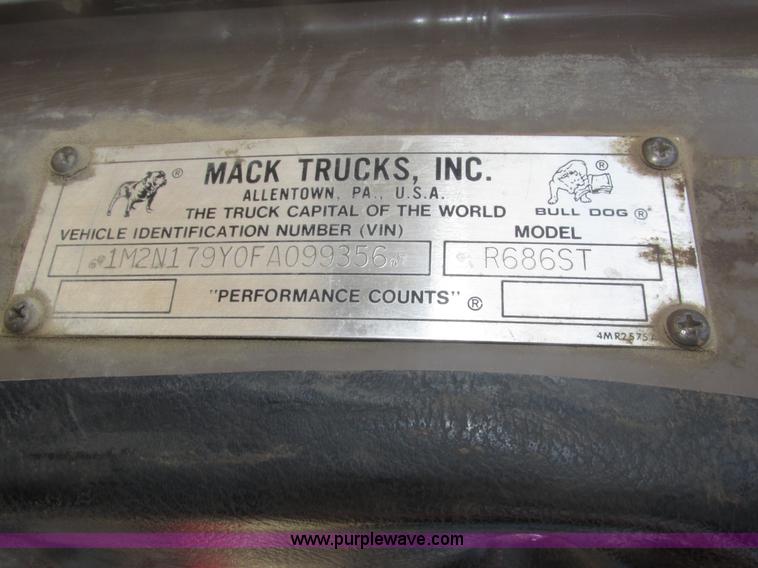 ® MACK TRUCKS, INC. ®
ALLENTOWN, PA., U.S.A.
THE TRUCK CAPITAL OF THE WORLD BULL DOG ®
VEHICLE IDENTIFICATION NUMBER (VIN) MODEL
1M2N179Y0FA099356 R686ST
"PERFORMANCE COUNTS" ®
www.purplewave.com